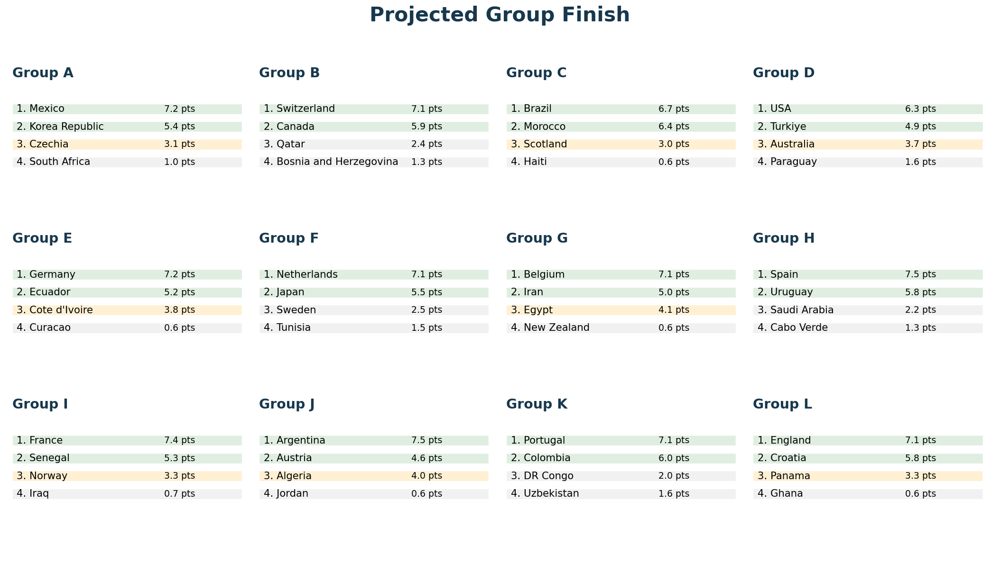 Projected Group Finish
Group A
1. Mexico 7.2 pts
2. Korea Republic 5.4 pts
3. Czechia 3.1 pts
4. South Africa 1.0 pts
Group B
1. Switzerland 7.1 pts
2. Canada 5.9 pts
3. Qatar 2.4 pts
4. Bosnia and Herzegovina 1.3 pts
Group C
1. Brazil 6.7 pts
2. Morocco 6.4 pts
3. Scotland 3.0 pts
4. Haiti 0.6 pts
Group D
1. USA 6.3 pts
2. Turkiye 4.9 pts
3. Australia 3.7 pts
4. Paraguay 1.6 pts
Group E
1. Germany 7.2 pts
2. Ecuador 5.2 pts
3. Cote d'Ivoire 3.8 pts
4. Curacao 0.6 pts
Group F
1. Netherlands 7.1 pts
2. Japan 5.5 pts
3. Sweden 2.5 pts
4. Tunisia 1.5 pts
Group G
1. Belgium 7.1 pts
2. Iran 5.0 pts
3. Egypt 4.1 pts
4. New Zealand 0.6 pts
Group H
1. Spain 7.5 pts
2. Uruguay 5.8 pts
3. Saudi Arabia 2.2 pts
4. Cabo Verde 1.3 pts
Group I
1. France 7.4 pts
2. Senegal 5.3 pts
3. Norway 3.3 pts
4. Iraq 0.7 pts
Group J
1. Argentina 7.5 pts
2. Austria 4.6 pts
3. Algeria 4.0 pts
4. Jordan 0.6 pts
Group K
1. Portugal 7.1 pts
2. Colombia 6.0 pts
3. DR Congo 2.0 pts
4. Uzbekistan 1.6 pts
Group L
1. England 7.1 pts
2. Croatia 5.8 pts
3. Panama 3.3 pts
4. Ghana 0.6 pts